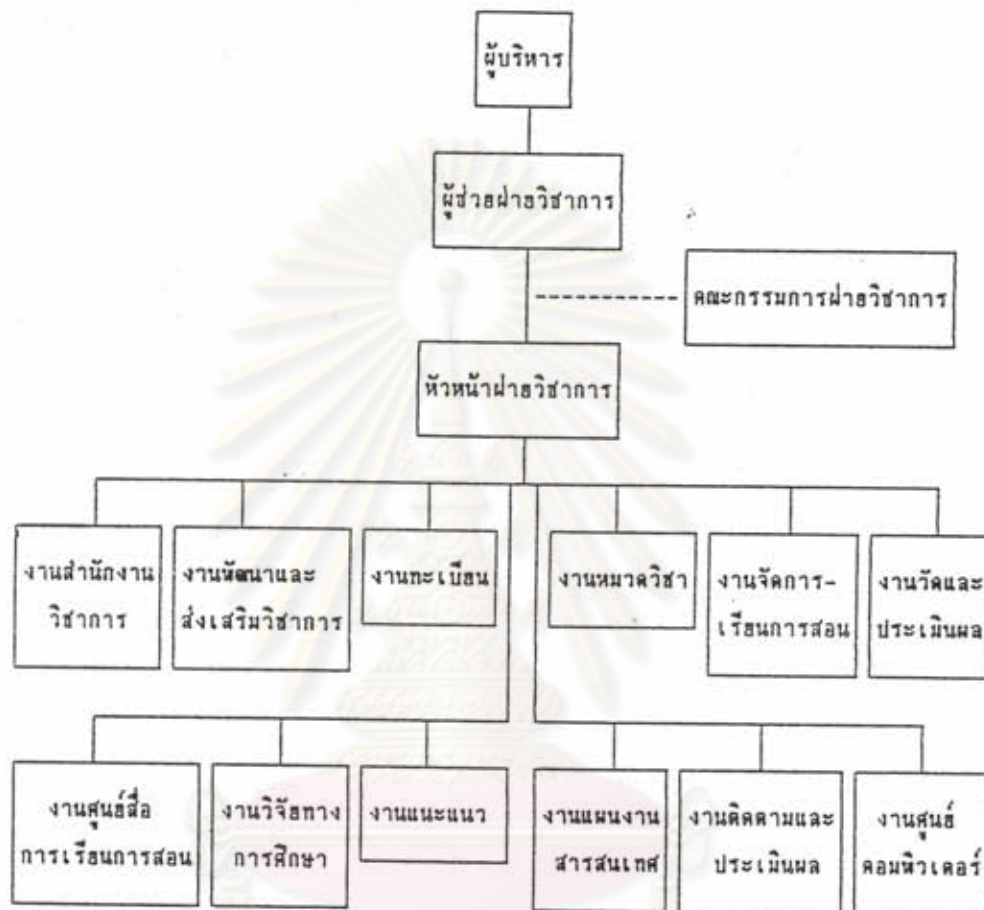 ผู้บริหาร
ผู้ช่วยฝ่ายวิชาการ
คณะกรรมการฝ่ายวิชาการ
หัวหน้าฝ่ายวิชาการ
งานสำนักงาน
วิชาการ
งานพัฒนาและ
ส่งเสริมวิชาการ
งานทะเบียน
งานหมวดวิชา
งานจัดการ-
เรียนการสอน
งานวัดและ
ประเมินผล
งานศูนย์สื่อ
การเรียนการสอน
งานวิจัยทาง
การศึกษา
งานแนะแนว
งานแผนงาน
สารสนเทศ
งานติดตามและ
ประเมินผล
งานศูนย์
คอมพิวเตอร์